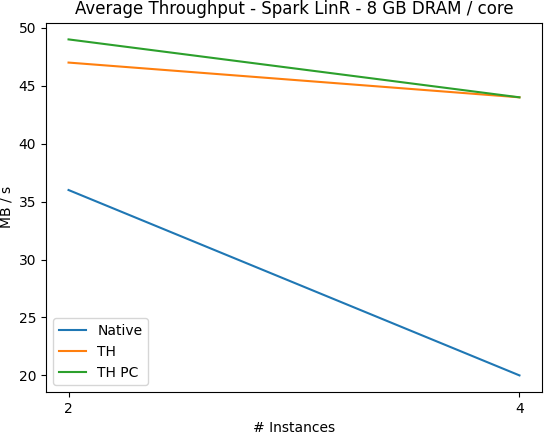 Average Throughput - Spark LinR - 8 GB DRAM / core
50
45
40
35
30
25
20
MB / s
Native
TH
TH PC
2
4
# Instances